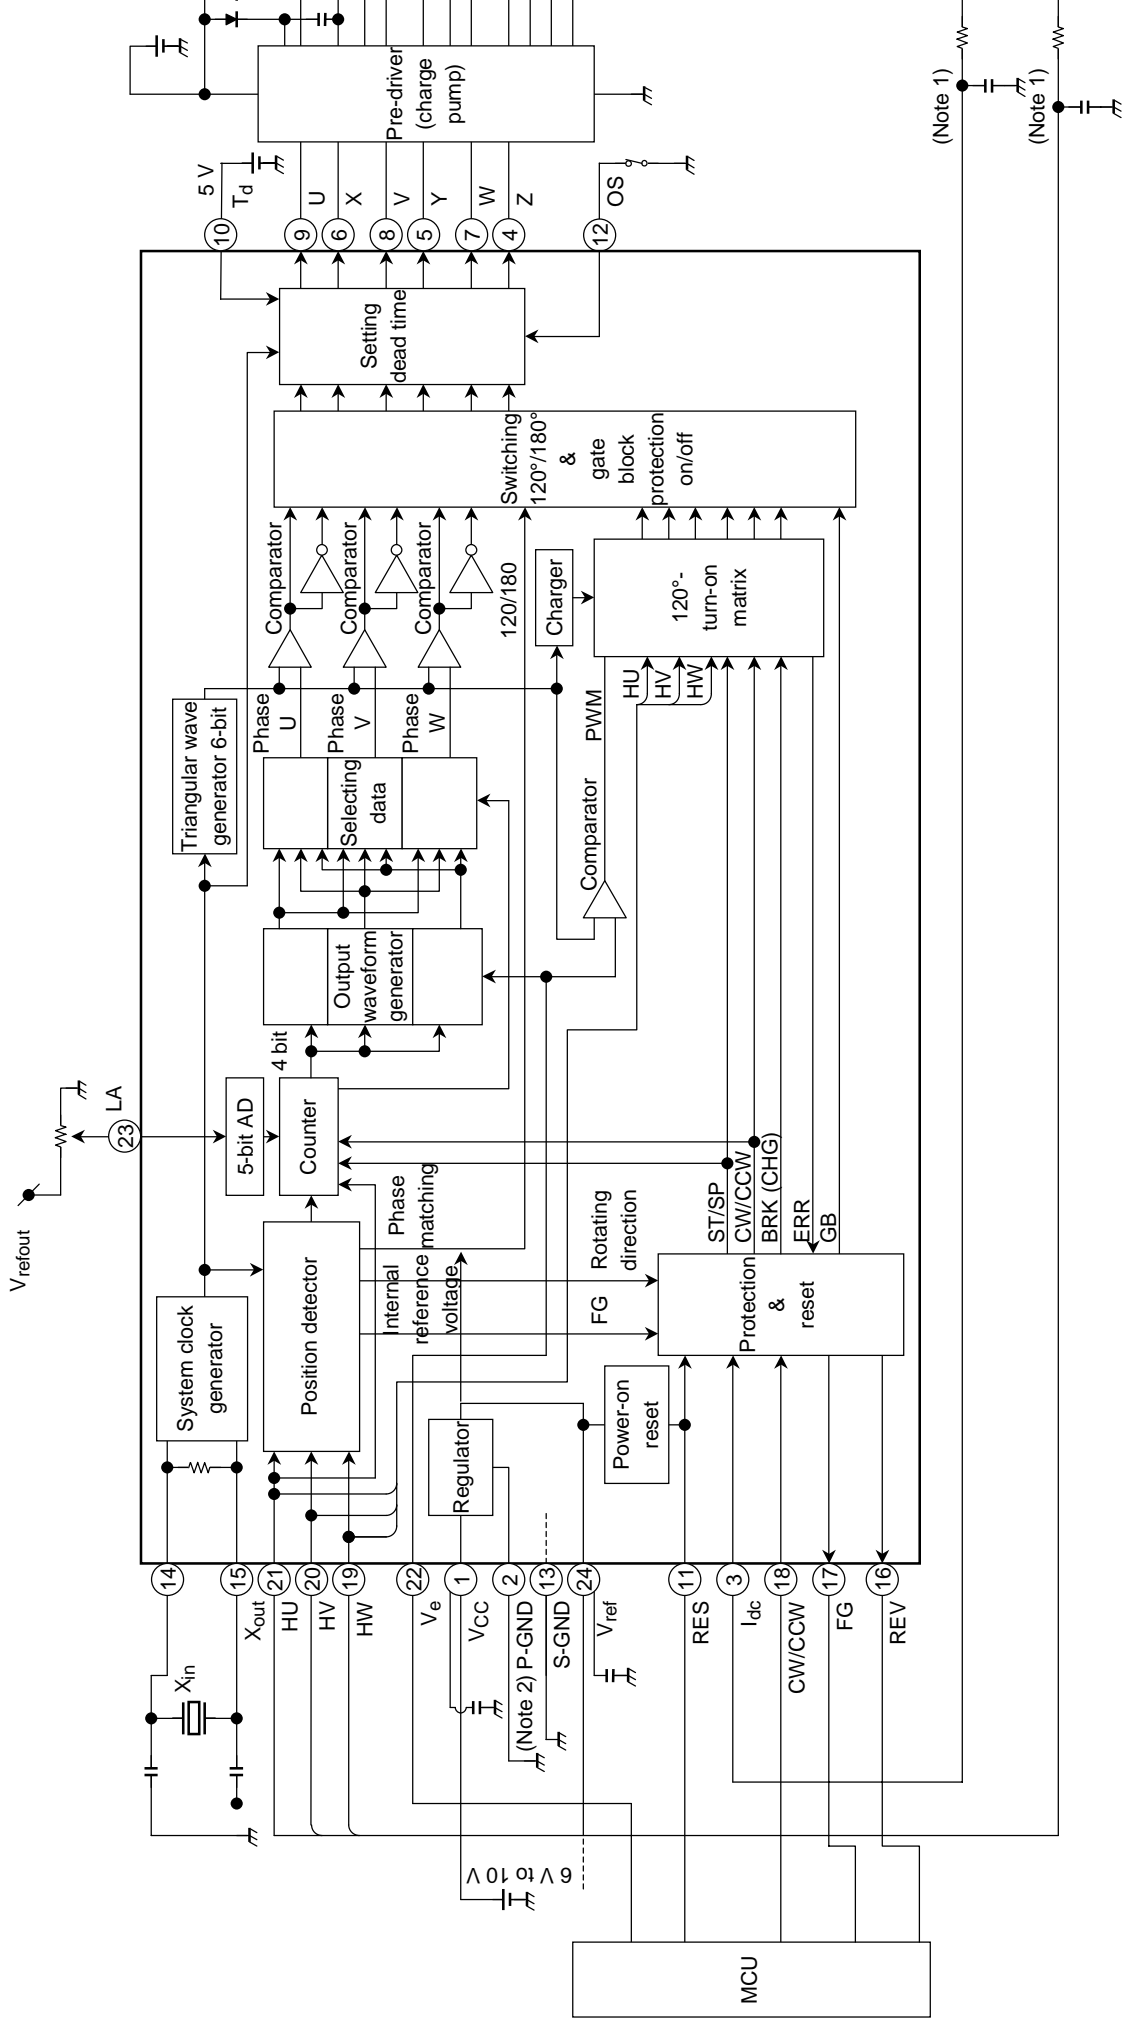 Vrefout
23
LA
5-bit AD
Counter
4 bit
System clock
generator
Position detector
Phase
matching
Internal
reference
voltage
Rotating
direction
FG
Regulator
Power-on
reset
Protection
&
reset
ST/SP
CW/CCW
BRK (CHG)
ERR
GB
Output
waveform
generator
Selecting
data
Triangular wave
generator 6-bit
Phase
U
Phase
V
Phase
W
Comparator
Comparator
Comparator
120/180
Comparator
PWM
HU
HV
HW
Charger
120°-
turn-on
matrix
Switching
120°/180°
&
gate
block
protection
on/off
Setting
dead time
10
Td
5 V
9
U
6
X
8
V
5
Y
7
W
4
Z
12
OS
Pre-driver
(charge
pump)
(Note 1)
(Note 1)
14
Xin
15
Xout
21
HU
20
HV
19
HW
22
Ve
1
VCC
2
(Note 2) P-GND
13
S-GND
24
Vref
11
RES
3
Idc
18
CW/CCW
17
FG
16
REV
6 V to 10 V
MCU